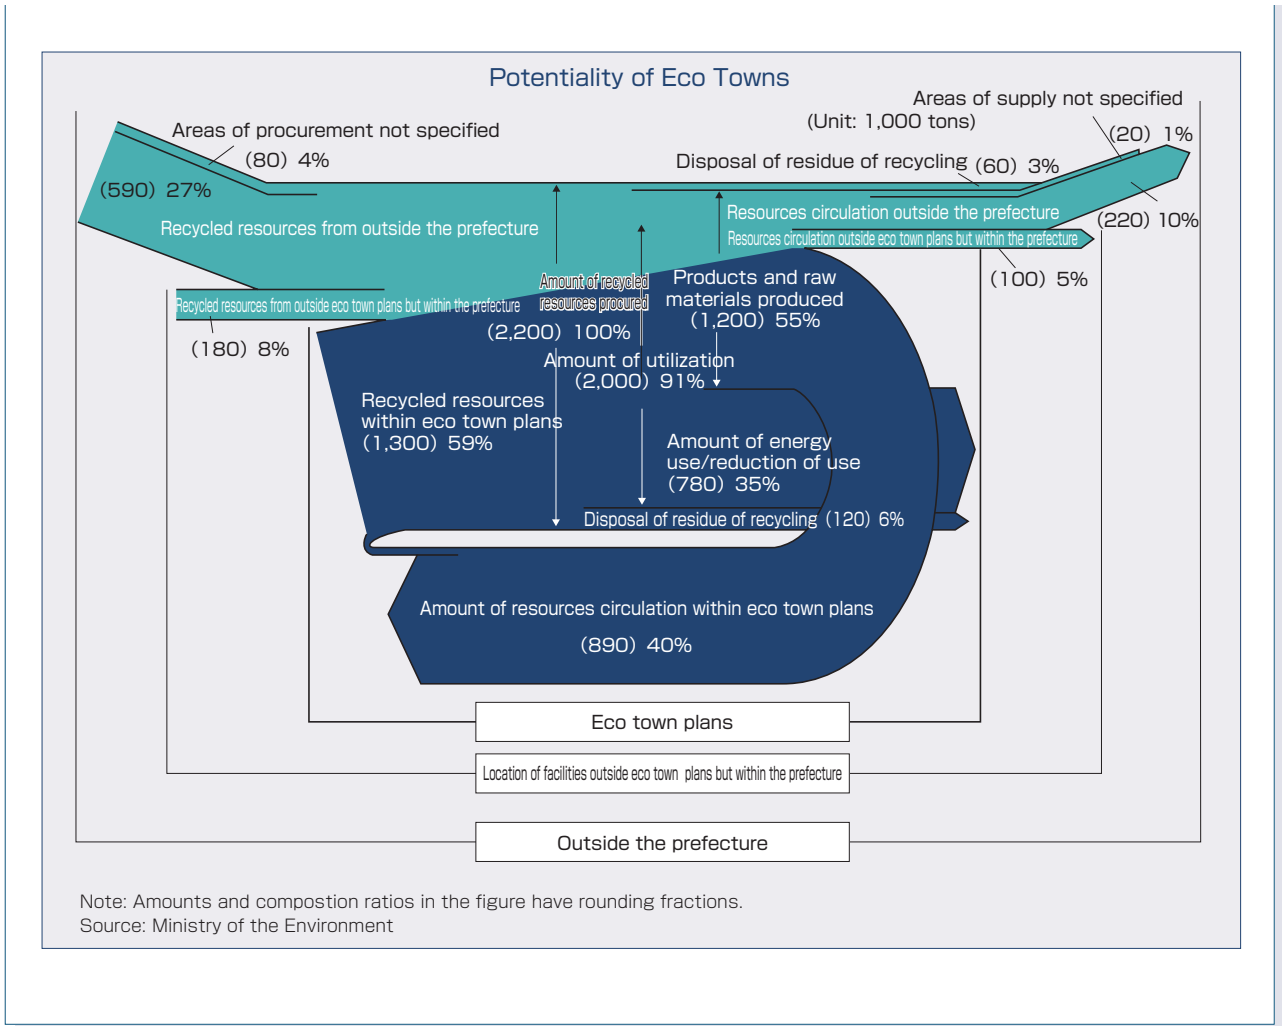 Potentiality of Eco Towns
Areas of supply not specified
(Unit: 1,000 tons)
(20) 1%
Areas of procurement not specified
(80) 4%
Disposal of residue of recycling (60) 3%
(590) 27%
Recycled resources from outside the prefecture
Resources circulation outside the prefecture
(220) 10%
Resources circulation outside eco town plans but within the prefecture
(100) 5%
Recycled resources from outside eco town plans but within the prefecture
(180) 8%
Amount of recycled
resources procured
(2,200) 100%
Products and raw
materials produced
(1,200) 55%
Amount of utilization
(2,000) 91%
Recycled resources
within eco town plans
(1,300) 59%
Amount of energy
use/reduction of use
(780) 35%
Disposal of residue of recycling (120) 6%
Amount of resources circulation within eco town plans
(890) 40%
Eco town plans
Location of facilities outside eco town plans but within the prefecture
Outside the prefecture
Note: Amounts and compostion ratios in the figure have rounding fractions.
Source: Ministry of the Environment